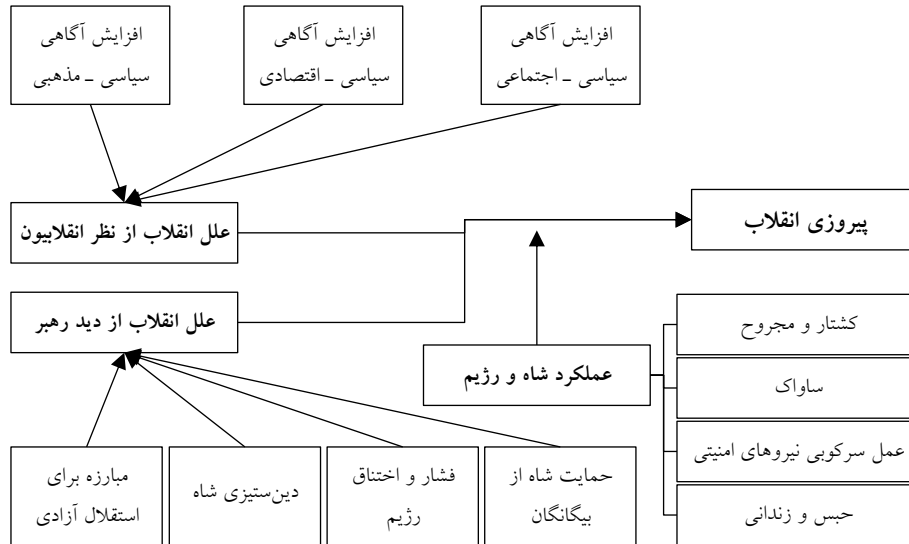 افزایش آگاهی
سیاسی ـ اجتماعی
افزایش آگاهی
سیاسی ـ اقتصادی
افزایش آگاهی
سیاسی ـ مذهبی
پیروزی انقلاب
علل انقلاب از نظر انقلابیون
علل انقلاب از دید رهبر
عملکرد شاه و رژیم
کشتار و مجروح
ساواک
عمل سرکوبی نیروهای امنیتی
حبس و زندانی
حمایت شاه از
بیگانگان
فشار و اختناق
رژیم
دین‌ستیزی شاه
مبارزه برای
استقلال آزادی